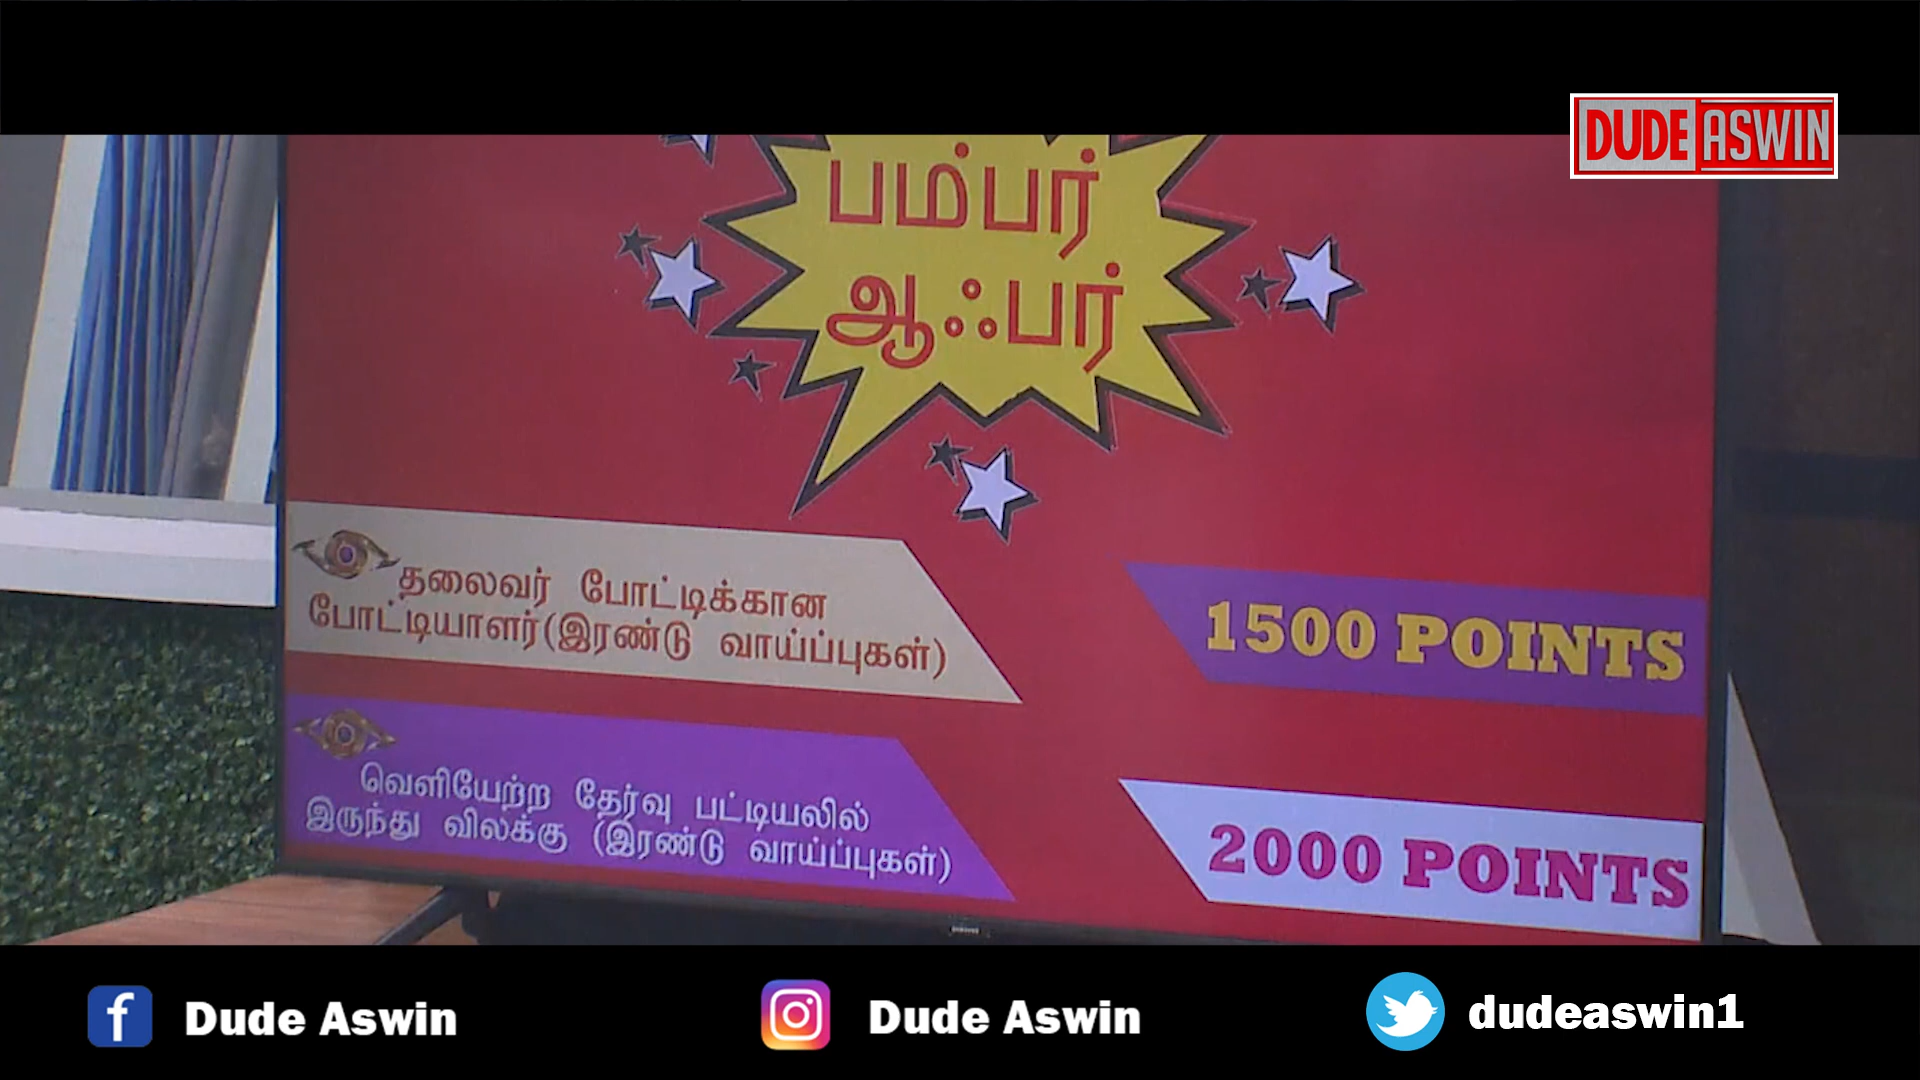 DUDE ASWIN
பம்பர்
ஆஃபர்
தலைவர் போட்டிக்கான
போட்டியாளர்(இரண்டு வாய்ப்புகள்)
1500 POINTS
வெளியேற்ற தேர்வு பட்டியலில்
இருந்து விலக்கு (இரண்டு வாய்ப்புகள்)
2000 POINTS
SAMSUNG
Dude Aswin
Dude Aswin
dudeaswin1